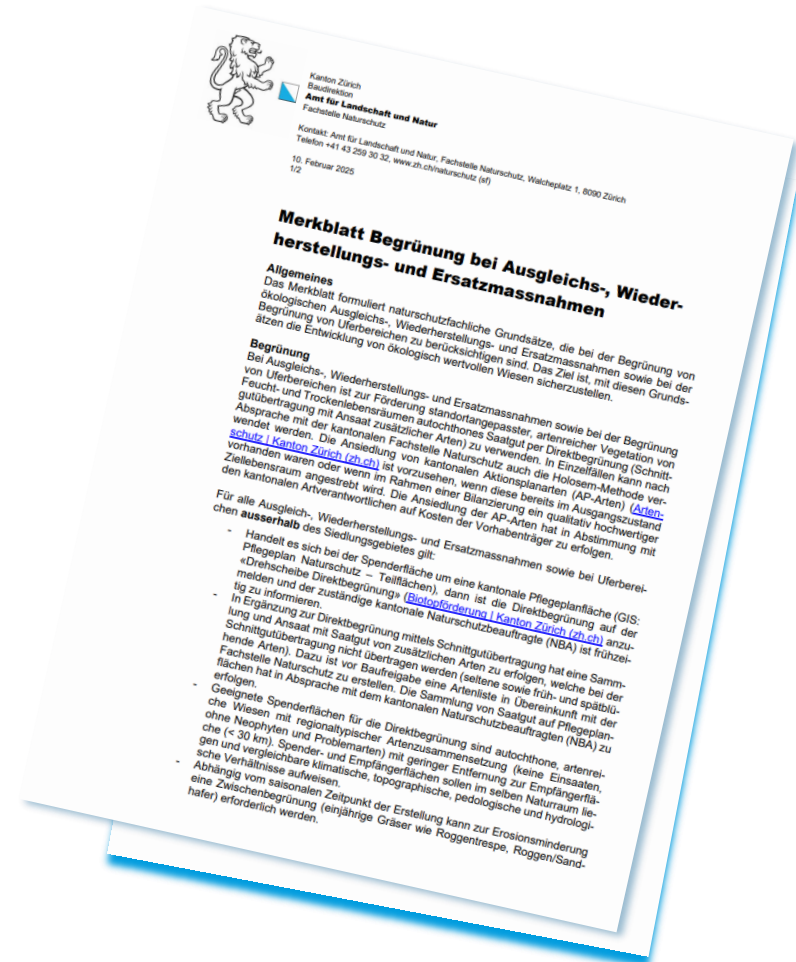 Kanton Zürich
Baudirektion
Amt für Landschaft und Natur
Fachstelle Naturschutz
Kontakt: Amt für Landschaft und Natur, Fachstelle Naturschutz, Walcheplatz 1, 8090 Zürich
Telefon +41 43 259 30 32, www.zh.ch/naturschutz (sf)
10. Februar 2025
1/2
Merkblatt Begrünung bei Ausgleichs-, Wieder-
herstellungs- und Ersatzmassnahmen
Allgemeines
Das Merkblatt formuliert naturschutzfachliche Grundsätze, die bei der Begrünung von
ökologischen Ausgleichs-, Wiederherstellungs- und Ersatzmassnahmen sowie bei der
Begrünung von Uferbereichen zu berücksichtigen sind. Das Ziel ist, mit diesen Grunds-
ätzen die Entwicklung von ökologisch wertvollen Wiesen sicherzustellen.
Begrünung
Bei Ausgleichs-, Wiederherstellungs- und Ersatzmassnahmen sowie bei der Begrünung
von Uferbereichen ist zur Förderung standortangepasster, artenreicher Vegetation von
Feucht- und Trockenlebensräumen autochthones Saatgut per Direktbegrünung (Schnitt-
gutübertragung mit Ansaat zusätzlicher Arten) zu verwenden. In Einzelfällen kann nach
Absprache mit der kantonalen Fachstelle Naturschutz auch die Holosem-Methode ver-
wendet werden. Die Ansiedlung von kantonalen Aktionsplanarten (AP-Arten) (Arten-
schutz | Kanton Zürich (zh.ch) ist vorzusehen, wenn diese bereits im Ausgangszustand
vorhanden waren oder wenn im Rahmen einer Bilanzierung ein qualitativ hochwertiger
Ziellebensraum angestrebt wird. Die Ansiedlung der AP-Arten hat in Abstimmung mit
den kantonalen Artverantwortlichen auf Kosten der Vorhabenträger zu erfolgen.
Für alle Ausgleich-, Wiederherstellungs- und Ersatzmassnahmen sowie bei Uferberei-
chen ausserhalb des Siedlungsgebietes gilt:
- Handelt es sich bei der Spenderfläche um eine kantonale Pflegeplanfläche (GIS:
Pflegeplan Naturschutz – Teilflächen), dann ist die Direktbegrünung auf der
«Drehscheibe Direktbegrünung» (Biotopförderung | Kanton Zürich (zh.ch) anzu-
melden und der zuständige kantonale Naturschutzbeauftragte (NBA) ist frühzei-
tig zu informieren.
- In Ergänzung zur Direktbegrünung mittels Schnittgutübertragung hat eine Samm-
lung und Ansaat mit Saatgut von zusätzlichen Arten zu erfolgen, welche bei der
Schnittgutübertragung nicht übertragen werden (seltene sowie früh- und spätblü-
hende Arten). Dazu ist vor Baufreigabe eine Artenliste in Übereinkunft mit der
Fachstelle Naturschutz zu erstellen. Die Sammlung von Saatgut auf Pflegeplan-
flächen hat in Absprache mit dem kantonalen Naturschutzbeauftragten (NBA) zu
erfolgen.
- Geeignete Spenderflächen für die Direktbegrünung sind autochthone, artenrei-
che Wiesen mit regionaltypischer Artenzusammensetzung (keine Einsaaten,
ohne Neophyten und Problemarten) mit geringer Entfernung zur Empfängerflä-
che (< 30 km). Spender- und Empfängerflächen sollen im selben Naturraum lie-
gen und vergleichbare klimatische, topographische, pedologische und hydrologi-
sche Verhältnisse aufweisen.
- Abhängig vom saisonalen Zeitpunkt der Erstellung kann zur Erosionsminderung
eine Zwischenbegrünung (einjährige Gräser wie Roggentrespe, Roggen/Sand-
hafer) erforderlich werden.